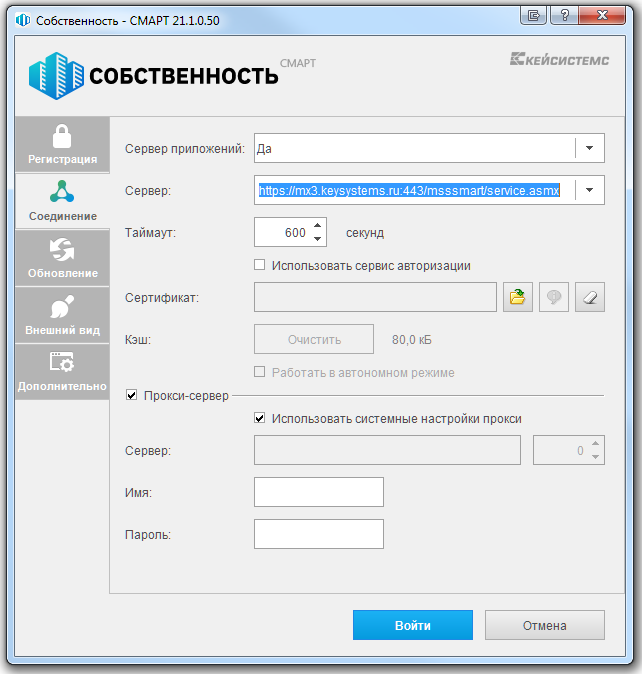 Собственность - СМАРТ 21.1.0.50
СОБСТВЕННОСТЬ СМАРТ
КЕЙСИСТЕМС
Регистрация
Соединение
Обновление
Внешний вид
Дополнительно
Сервер приложений: Да
Сервер: https://mx3.keysystems.ru:443/msssmart/service.asmx
Таймаут: 600 секунд
Использовать сервис авторизации
Сертификат:
Кэш: Очистить 80,0 кБ
Работать в автономном режиме
Прокси-сервер
Использовать системные настройки прокси
Сервер: 0
Имя:
Пароль:
Войти Отмена